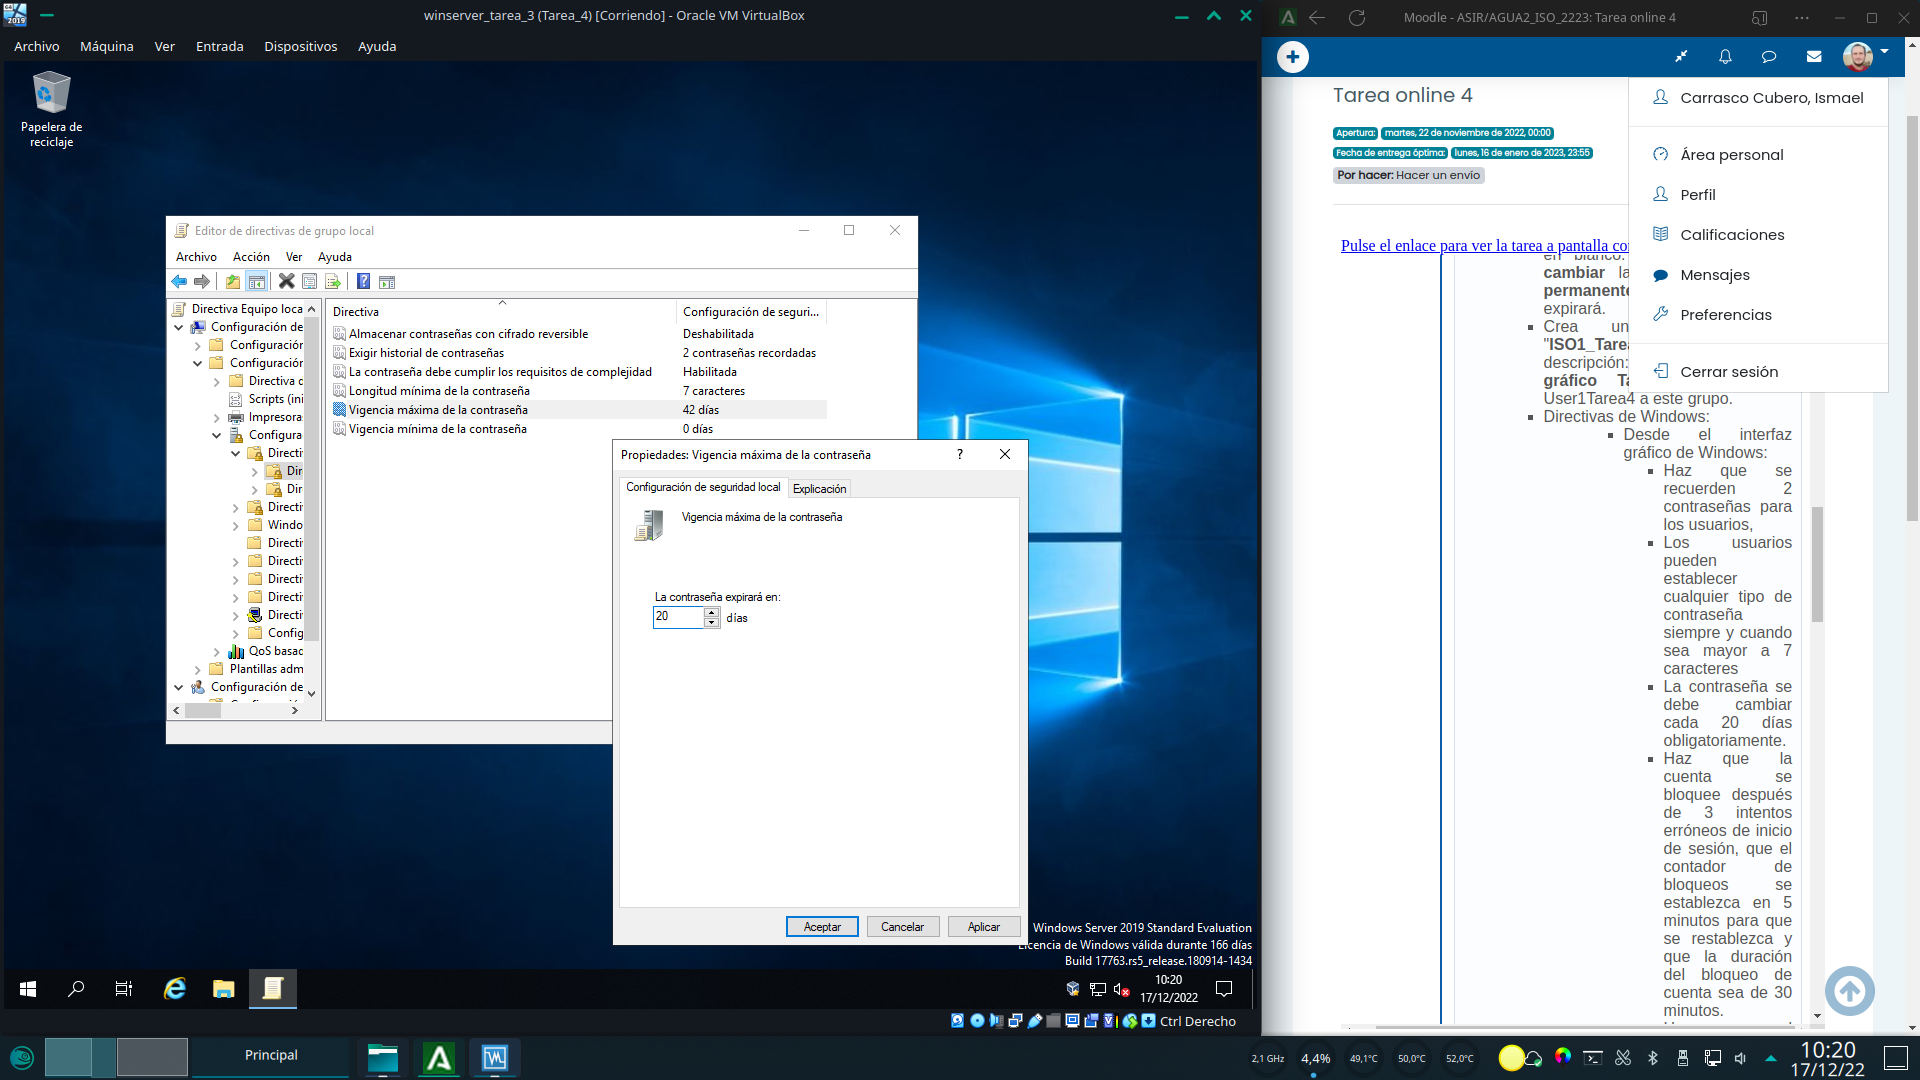 winserver_tarea_3 (Tarea_4) [Corriendo] - Oracle VM VirtualBox
Archivo Máquina Ver Entrada Dispositivos Ayuda
Papelera de
reciclaje
Editor de directivas de grupo local
Archivo Acción Ver Ayuda
Directiva Equipo loca
Configuración de
Configuración
Configuración
Directiva d
Scripts (ini
Impresora
Configura
Directi
Dir
Dir
Directi
Windo
Directi
Directi
Directi
Directi
Directi
Config
QoS basad
Plantillas adm
Configuración de
Directiva Configuración de seguri...
Almacenar contraseñas con cifrado reversible Deshabilitada
Exigir historial de contraseñas 2 contraseñas recordadas
La contraseña debe cumplir los requisitos de complejidad Habilitada
Longitud mínima de la contraseña 7 caracteres
Vigencia máxima de la contraseña 42 días
Vigencia mínima de la contraseña 0 días
Propiedades: Vigencia máxima de la contraseña ?
Configuración de seguridad local Explicación
Vigencia máxima de la contraseña
La contraseña expirará en:
20 días
Aceptar Cancelar Aplicar
Windows Server 2019 Standard Evaluation
Licencia de Windows válida durante 166 días
Build 17763.rs5_release.180914-1434
10:20
17/12/2022
Ctrl Derecho
Moodle - ASIR/AGUA2_ISO_2223: Tarea online 4
Tarea online 4
Apertura: martes, 22 de noviembre de 2022, 00:00
Fecha de entrega óptima: lunes, 16 de enero de 2023, 23:55
Por hacer: Hacer un envío
Carrasco Cubero, Ismael
Área personal
Perfil
Calificaciones
Mensajes
Preferencias
Cerrar sesión
Pulse el enlace para ver la tarea a pantalla co
en blanco.
cambiar la
permanente
expirará.
Crea un
"ISO1_Tarea
descripción:
gráfico Ta
User1Tarea4 a este grupo.
Directivas de Windows:
Desde el interfaz
gráfico de Windows:
Haz que se
recuerden 2
contraseñas para
los usuarios,
Los usuarios
pueden
establecer
cualquier tipo de
contraseña
siempre y cuando
sea mayor a 7
caracteres
La contraseña se
debe cambiar
cada 20 días
obligatoriamente.
Haz que la
cuenta se
bloquee después
de 3 intentos
erróneos de inicio
de sesión, que el
contador de
bloqueos se
establezca en 5
minutos para que
se restablezca y
que la duración
del bloqueo de
cuenta sea de 30
minutos.
Principal
2,1 GHz 4,4% 49,1°C 50,0°C 52,0°C
10:20
17/12/22